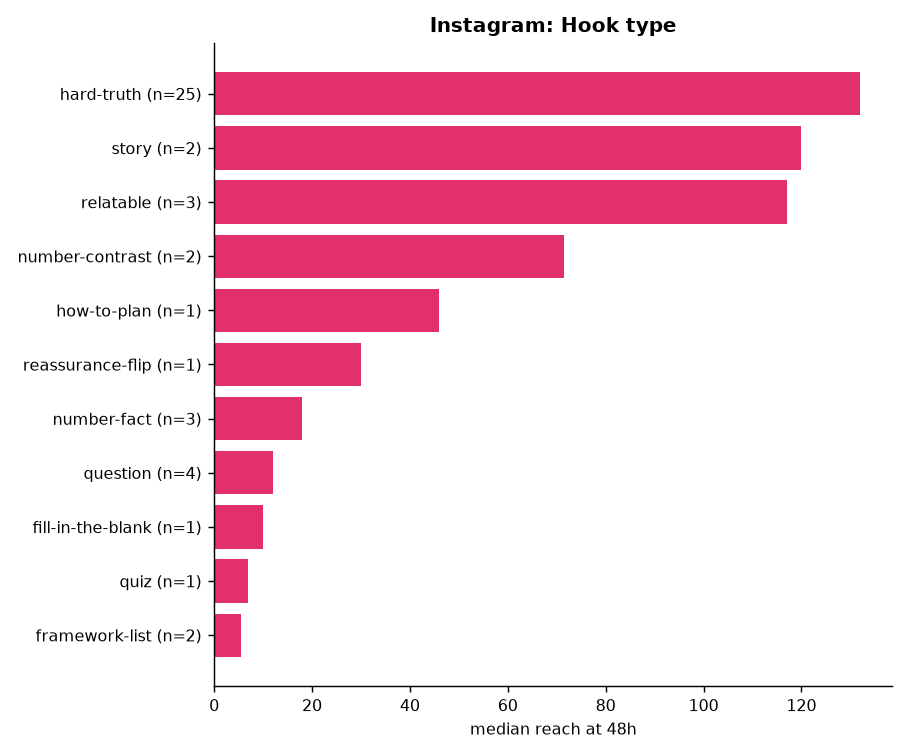 Instagram: Hook type
hard-truth (n=25)
story (n=2)
relatable (n=3)
number-contrast (n=2)
how-to-plan (n=1)
reassurance-flip (n=1)
number-fact (n=3)
question (n=4)
fill-in-the-blank (n=1)
quiz (n=1)
framework-list (n=2)
0 20 40 60 80 100 120
median reach at 48h